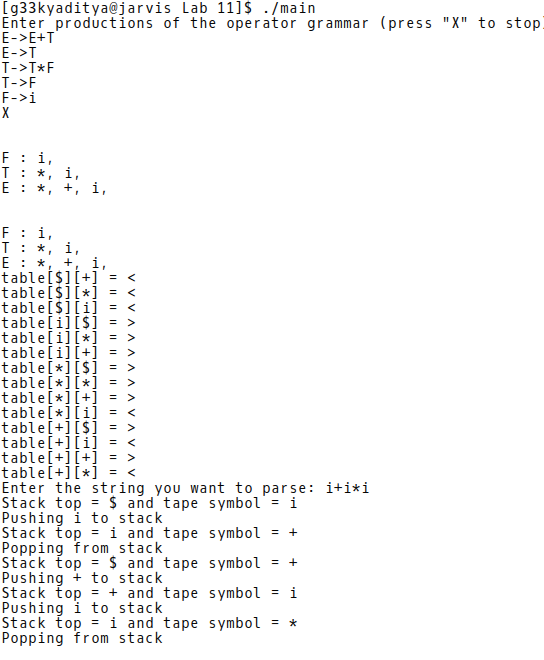 [g33kyaditya@jarvis Lab 11]$ ./main
Enter productions of the operator grammar (press "X" to stop)
E->E+T
E->T
T->T*F
T->F
F->i
X
F : i,
T : *, i,
E : *, +, i,
F : i,
T : *, i,
E : *, +, i,
table[$][+] = <
table[$][*] = <
table[$][i] = <
table[i][$] = >
table[i][*] = >
table[i][+] = >
table[*][$] = >
table[*][*] = >
table[*][+] = >
table[*][i] = <
table[+][$] = >
table[+][i] = <
table[+][+] = >
table[+][*] = <
Enter the string you want to parse: i+i*i
Stack top = $ and tape symbol = i
Pushing i to stack
Stack top = i and tape symbol = +
Popping from stack
Stack top = $ and tape symbol = +
Pushing + to stack
Stack top = + and tape symbol = i
Pushing i to stack
Stack top = i and tape symbol = *
Popping from stack